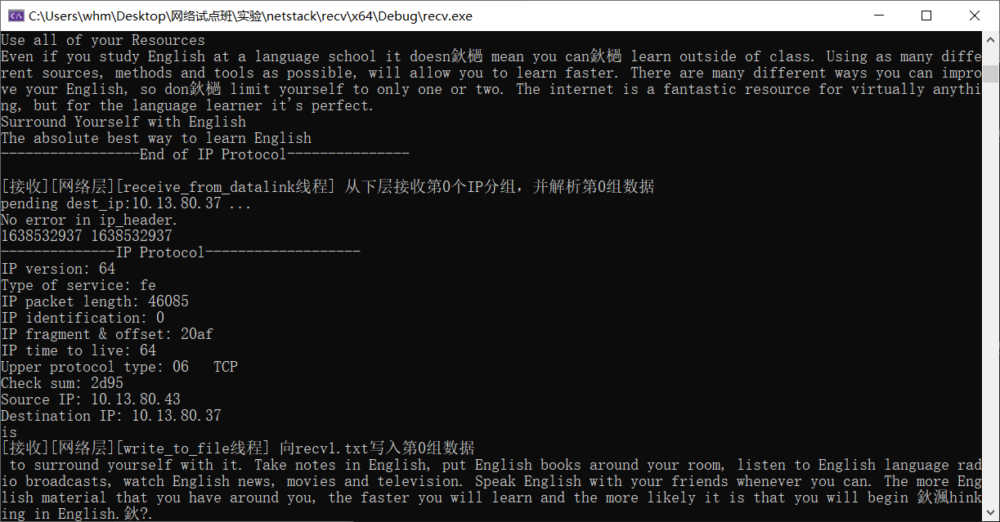 C:\Users\whm\Desktop\网络试点班\实验\netstack\recv\x64\Debug\recv.exe
Use all of your Resources
Even if you study English at a language school it doesn鈥檛 mean you can鈥檛 learn outside of class. Using as many diffe
rent sources, methods and tools as possible, will allow you to learn faster. There are many different ways you can impro
ve your English, so don鈥檛 limit yourself to only one or two. The internet is a fantastic resource for virtually anythi
ng, but for the language learner it's perfect.
Surround Yourself with English
The absolute best way to learn English
-----------------End of IP Protocol---------------
[接收][网络层][receive_from_datalink线程] 从下层接收第0个IP分组，并解析第0组数据
pending dest_ip:10.13.80.37 ...
No error in ip_header.
1638532937 1638532937
--------------IP Protocol-------------------
IP version: 64
Type of service: fe
IP packet length: 46085
IP identification: 0
IP fragment & offset: 20af
IP time to live: 64
Upper protocol type: 06   TCP
Check sum: 2d95
Source IP: 10.13.80.43
Destination IP: 10.13.80.37
is
[接收][网络层][write_to_file线程] 向recv1.txt写入第0组数据
 to surround yourself with it. Take notes in English, put English books around your room, listen to English language rad
io broadcasts, watch English news, movies and television. Speak English with your friends whenever you can. The more Eng
lish material that you have around you, the faster you will learn and the more likely it is that you will begin 鈥渢hink
ing in English.鈥?.